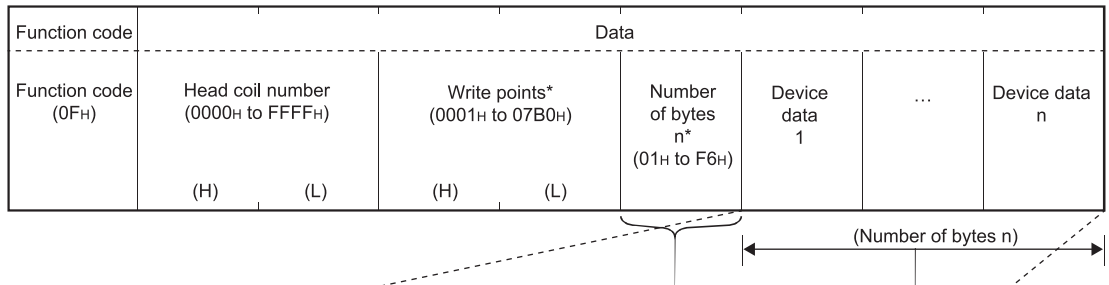 Function code Data
Function code
(0FH)
Head coil number
(0000H to FFFFH)
(H) (L)
Write points*
(0001H to 07B0H)
(H) (L)
Number
of bytes
n*
(01H to F6H)
Device
data
1
...
Device data
n
(Number of bytes n)